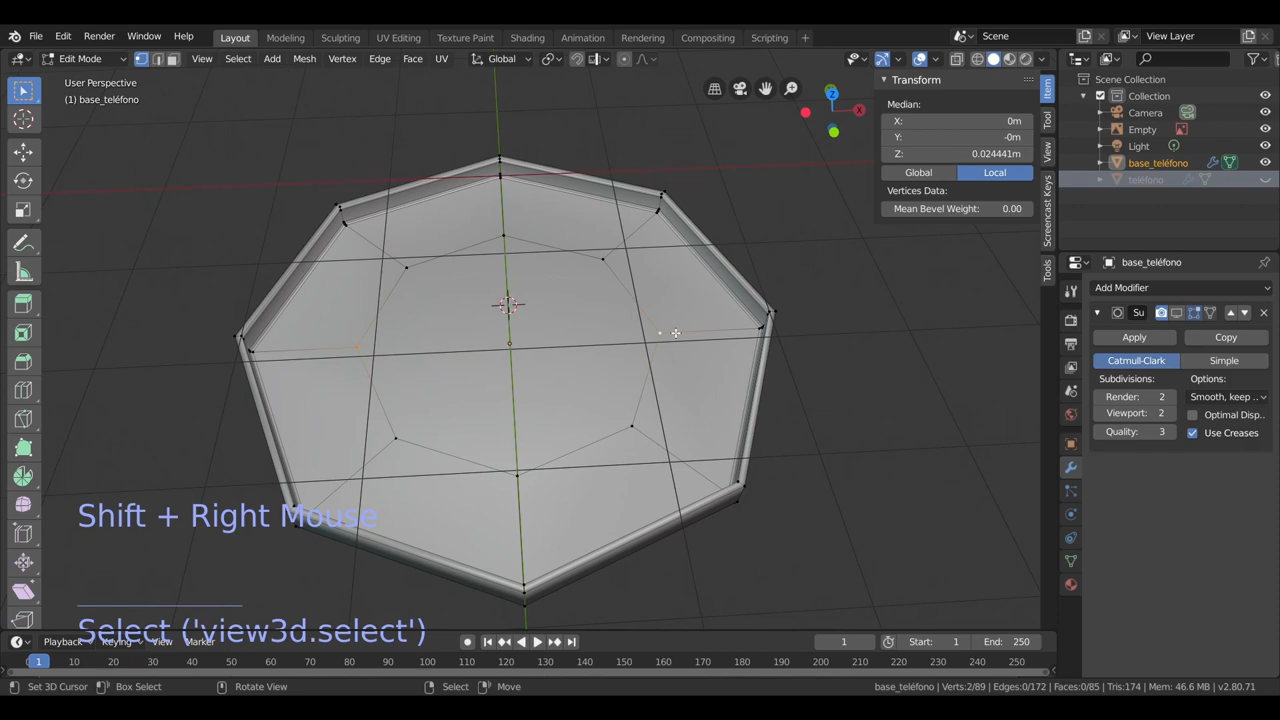 File Edit Render Window Help Layout Modeling Sculpting UV Editing Texture Paint Shading Animation Rendering Compositing Scripting + Scene View Layer
Edit Mode View Select Add Mesh Vertex Edge Face UV Global
User Perspective
(1) base_teléfono
Transform
Median:
X: 0m
Y: -0m
Z: 0.024441m
Global Local
Vertices Data:
Mean Bevel Weight: 0.00
Item
Tool
View
Screencast Keys
Tools
Z
X
Scene Collection
Collection
Camera
Empty
Light
base_teléfono
teléfono
base_teléfono
Add Modifier
Su
Apply Copy
Catmull-Clark Simple
Subdivisions: Options:
Render: 2 Smooth, keep ..
Viewport: 2 Optimal Disp..
Quality: 3 Use Creases
Shift + Right Mouse
Select ('view3d.select')
Playback Keying View Marker 1 Start: 1 End: 250
1 10 20 30 40 50 60 70 80 90 100 110 120 130 140 150 160 170 180 190 200 210 220 230 240 250
Set 3D Cursor Box Select Rotate View Select Move base_teléfono | Verts:2/89 | Edges:0/172 | Faces:0/85 | Tris:174 | Mem: 46.6 MB | v2.80.71